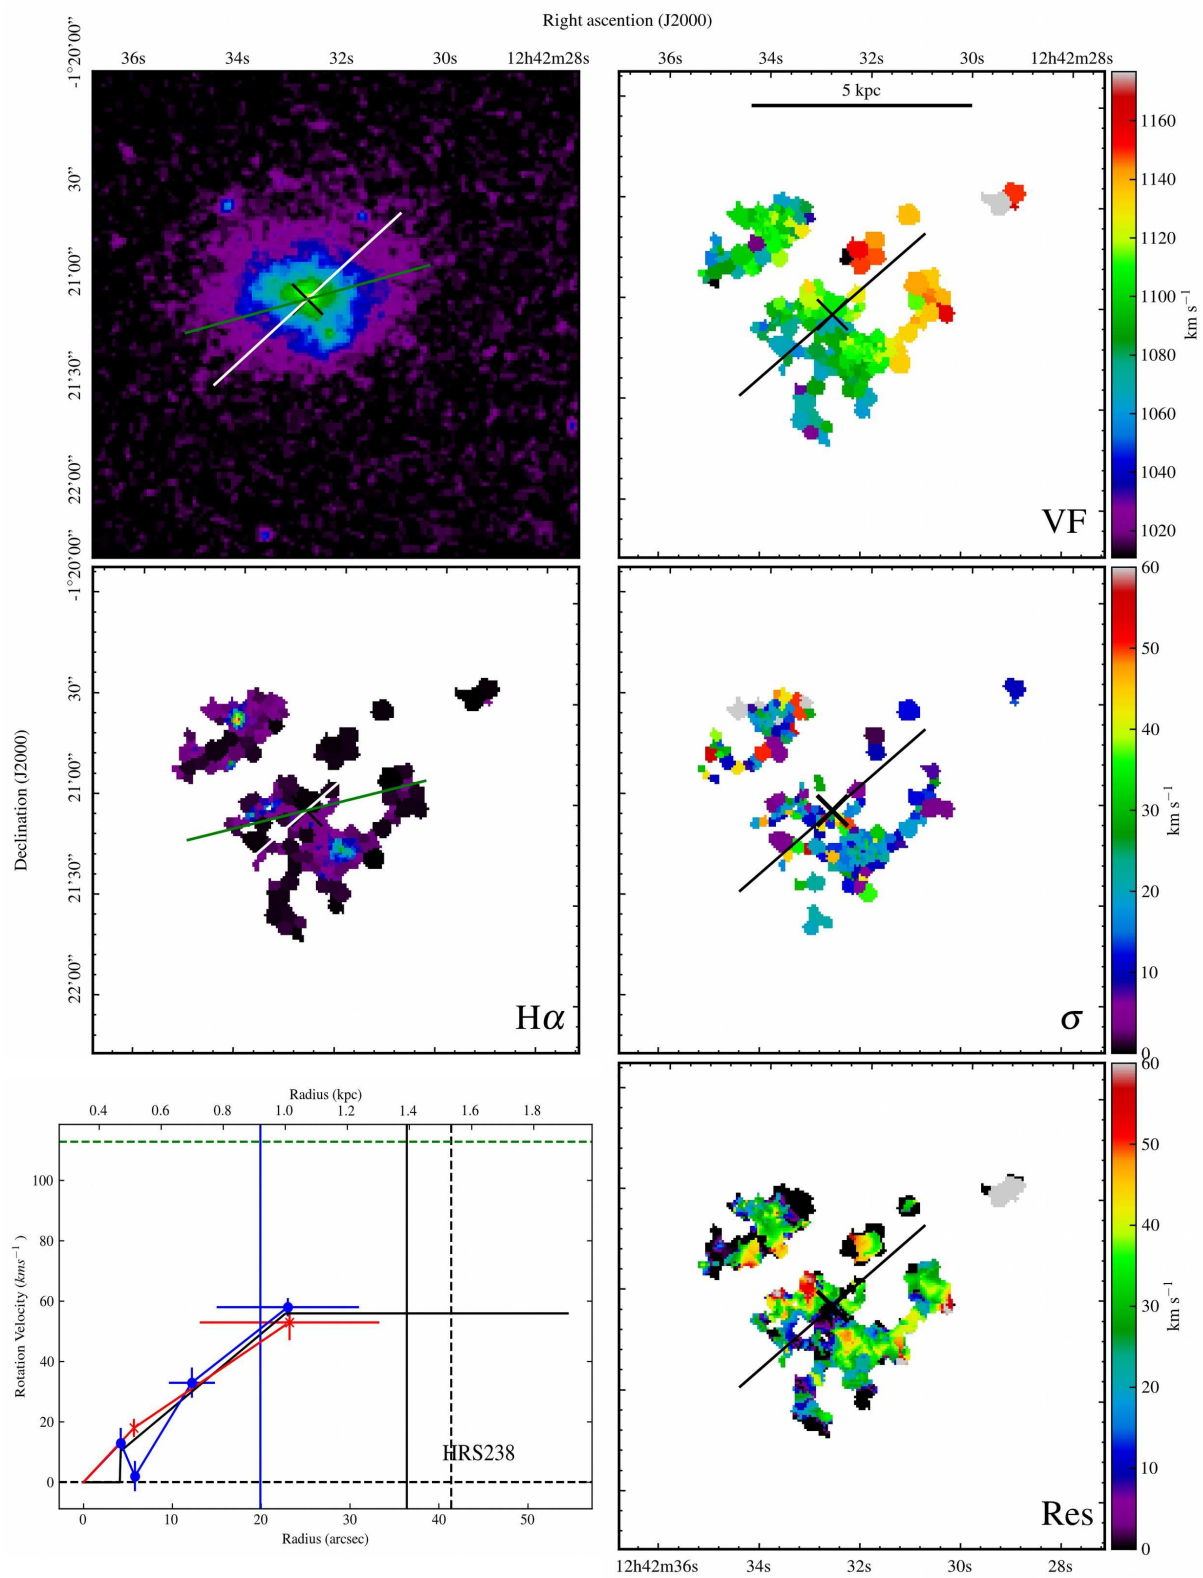 Right ascention (J2000)
36s 34s 32s 30s 12h42m28s
36s 34s 32s 30s 12h42m28s
-1°20'00" 30" 21'00" 21'30" 22'00"
5 kpc
VF
1160
1140
1120
1100
1080
1060
1040
1020
km s⁻¹
Declination (J2000)
-1°20'00" 30" 21'00" 21'30" 22'00"
Hα
σ
60
50
40
30
20
10
0
km s⁻¹
Radius (kpc)
0.4 0.6 0.8 1.0 1.2 1.4 1.6 1.8
Rotation Velocity (kms⁻¹)
100
80
60
40
20
0
HRS238
0 10 20 30 40 50
Radius (arcsec)
Res
60
50
40
30
20
10
0
km s⁻¹
12h42m36s 34s 32s 30s 28s